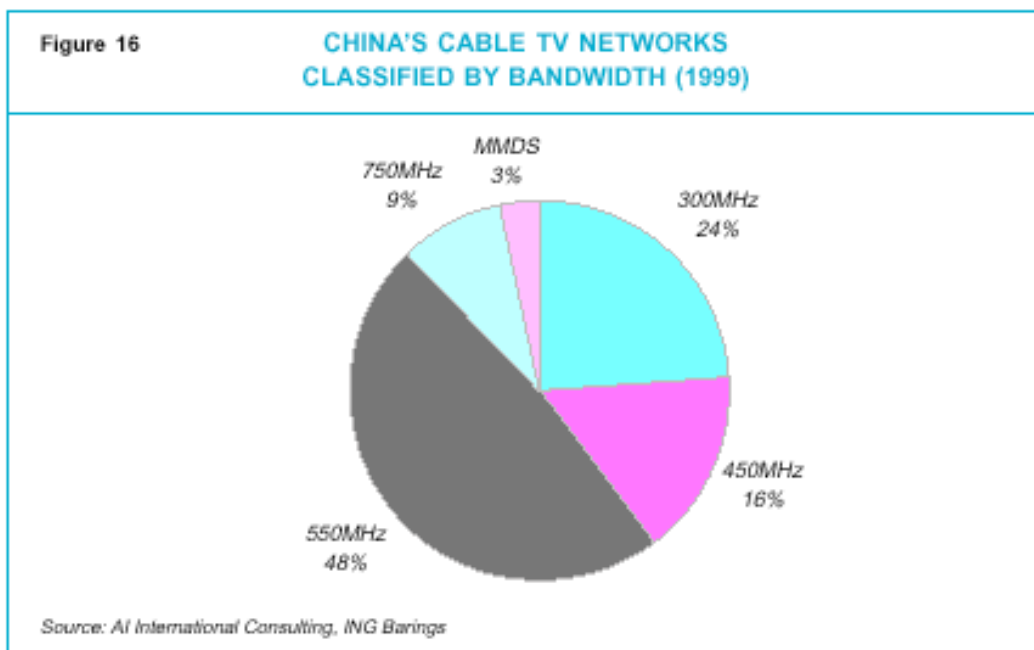 Figure 16
CHINA'S CABLE TV NETWORKS
CLASSIFIED BY BANDWIDTH (1999)
MMDS
3%
750MHz
9%
300MHz
24%
450MHz
16%
550MHz
48%
Source: AI International Consulting, ING Barings